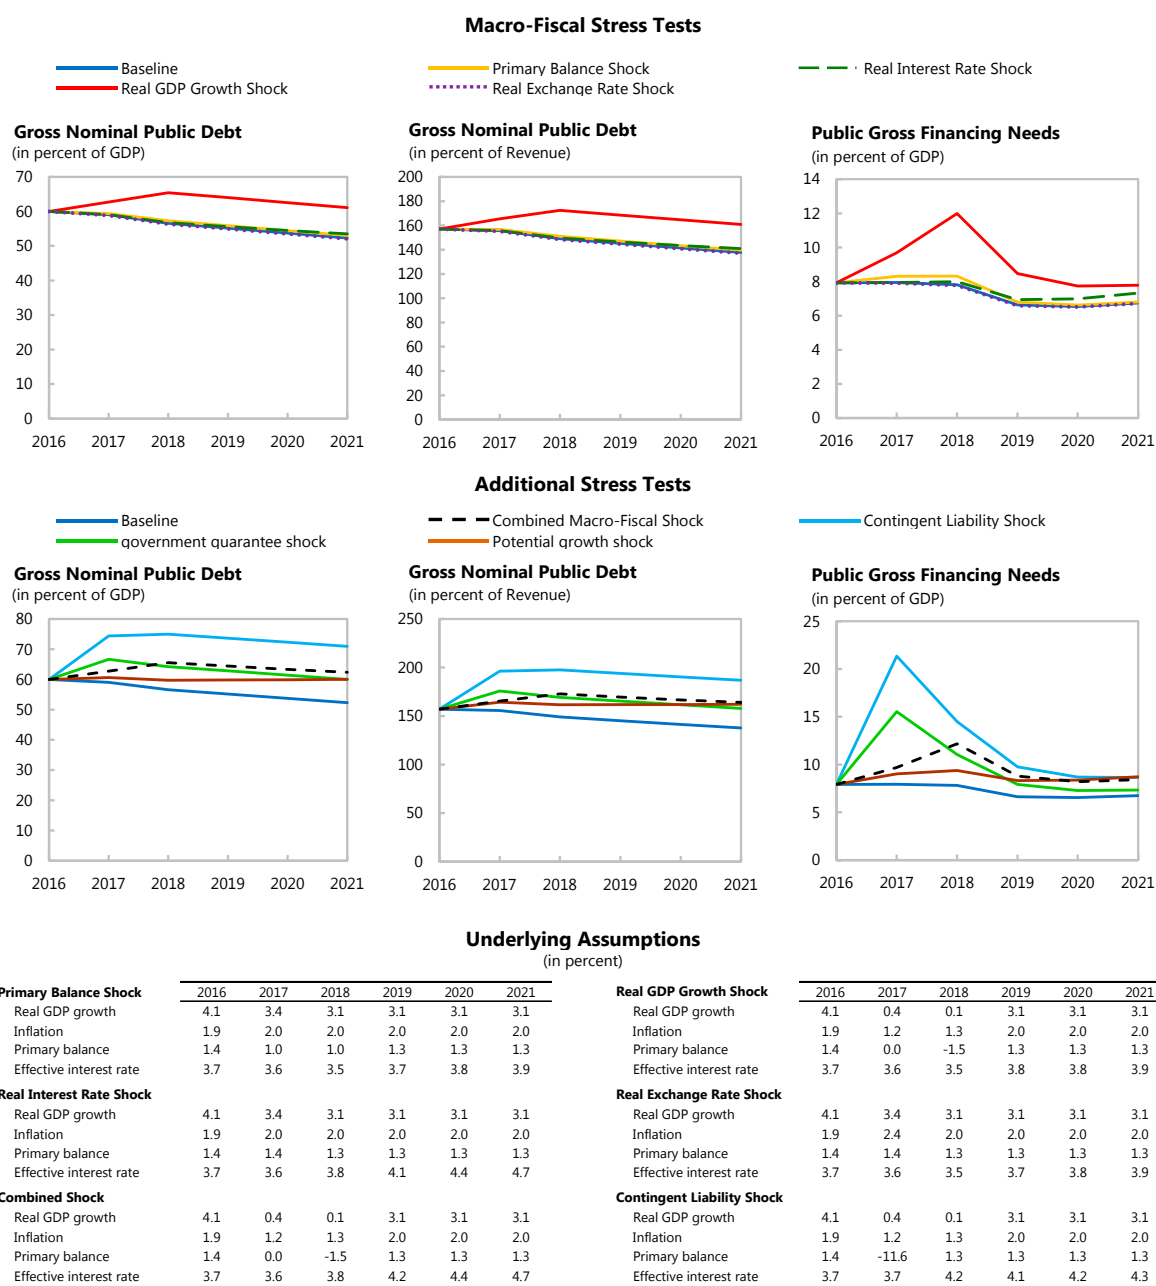 Macro-Fiscal Stress Tests
Baseline Primary Balance Shock Real Interest Rate Shock
Real GDP Growth Shock Real Exchange Rate Shock
Gross Nominal Public Debt
(in percent of GDP)
70
60
50
40
30
20
10
0
2016 2017 2018 2019 2020 2021
Gross Nominal Public Debt
(in percent of Revenue)
200
180
160
140
120
100
80
60
40
20
0
2016 2017 2018 2019 2020 2021
Public Gross Financing Needs
(in percent of GDP)
14
12
10
8
6
4
2
0
2016 2017 2018 2019 2020 2021
Additional Stress Tests
Baseline Combined Macro-Fiscal Shock Contingent Liability Shock
government guarantee shock Potential growth shock
Gross Nominal Public Debt
(in percent of GDP)
80
70
60
50
40
30
20
10
0
2016 2017 2018 2019 2020 2021
Gross Nominal Public Debt
(in percent of Revenue)
250
200
150
100
50
0
2016 2017 2018 2019 2020 2021
Public Gross Financing Needs
(in percent of GDP)
25
20
15
10
5
0
2016 2017 2018 2019 2020 2021
Underlying Assumptions
(in percent)
Primary Balance Shock 2016 2017 2018 2019 2020 2021
Real GDP growth 4.1 3.4 3.1 3.1 3.1 3.1
Inflation 1.9 2.0 2.0 2.0 2.0 2.0
Primary balance 1.4 1.0 1.0 1.3 1.3 1.3
Effective interest rate 3.7 3.6 3.5 3.7 3.8 3.9
Real Interest Rate Shock
Real GDP growth 4.1 3.4 3.1 3.1 3.1 3.1
Inflation 1.9 2.0 2.0 2.0 2.0 2.0
Primary balance 1.4 1.4 1.3 1.3 1.3 1.3
Effective interest rate 3.7 3.6 3.8 4.1 4.4 4.7
Combined Shock
Real GDP growth 4.1 0.4 0.1 3.1 3.1 3.1
Inflation 1.9 1.2 1.3 2.0 2.0 2.0
Primary balance 1.4 0.0 -1.5 1.3 1.3 1.3
Effective interest rate 3.7 3.6 3.8 4.2 4.4 4.7
Real GDP Growth Shock 2016 2017 2018 2019 2020 2021
Real GDP growth 4.1 0.4 0.1 3.1 3.1 3.1
Inflation 1.9 1.2 1.3 2.0 2.0 2.0
Primary balance 1.4 0.0 -1.5 1.3 1.3 1.3
Effective interest rate 3.7 3.6 3.5 3.8 3.8 3.9
Real Exchange Rate Shock
Real GDP growth 4.1 3.4 3.1 3.1 3.1 3.1
Inflation 1.9 2.4 2.0 2.0 2.0 2.0
Primary balance 1.4 1.4 1.3 1.3 1.3 1.3
Effective interest rate 3.7 3.6 3.5 3.7 3.8 3.9
Contingent Liability Shock
Real GDP growth 4.1 0.4 0.1 3.1 3.1 3.1
Inflation 1.9 1.2 1.3 2.0 2.0 2.0
Primary balance 1.4 -11.6 1.3 1.3 1.3 1.3
Effective interest rate 3.7 3.7 4.2 4.1 4.2 4.3